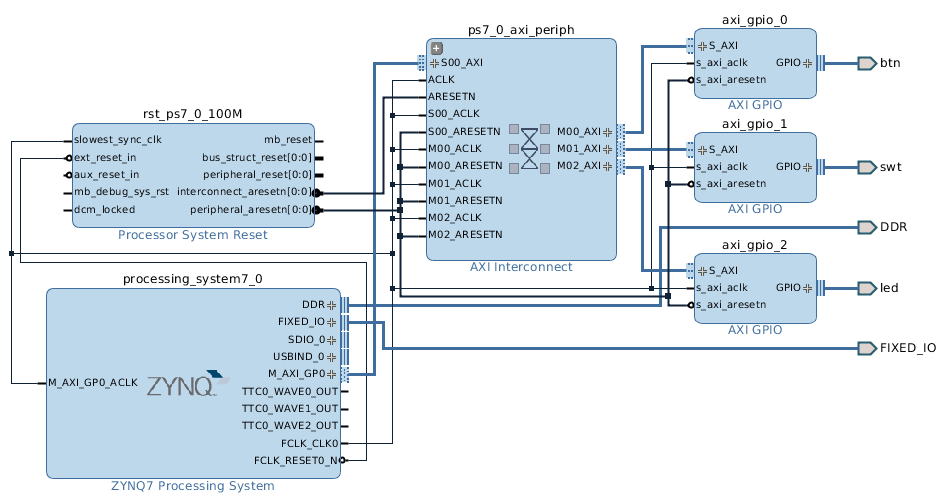 rst_ps7_0_100M
slowest_sync_clk
ext_reset_in
aux_reset_in
mb_debug_sys_rst
dcm_locked
mb_reset
bus_struct_reset[0:0]
peripheral_reset[0:0]
interconnect_aresetn[0:0]
peripheral_aresetn[0:0]
Processor System Reset
processing_system7_0
M_AXI_GP0_ACLK
ZYNQ
DDR
FIXED_IO
SDIO_0
USBIND_0
M_AXI_GP0
TTC0_WAVE0_OUT
TTC0_WAVE1_OUT
TTC0_WAVE2_OUT
FCLK_CLK0
FCLK_RESET0_N
ZYNQ7 Processing System
ps7_0_axi_periph
S00_AXI
ACLK
ARESETN
S00_ACLK
S00_ARESETN
M00_ACLK
M00_ARESETN
M01_ACLK
M01_ARESETN
M02_ACLK
M02_ARESETN
M00_AXI
M01_AXI
M02_AXI
AXI Interconnect
axi_gpio_0
S_AXI
s_axi_aclk
s_axi_aresetn
GPIO
AXI GPIO
axi_gpio_1
S_AXI
s_axi_aclk
s_axi_aresetn
GPIO
AXI GPIO
axi_gpio_2
S_AXI
s_axi_aclk
s_axi_aresetn
GPIO
AXI GPIO
btn
swt
DDR
led
FIXED_IO